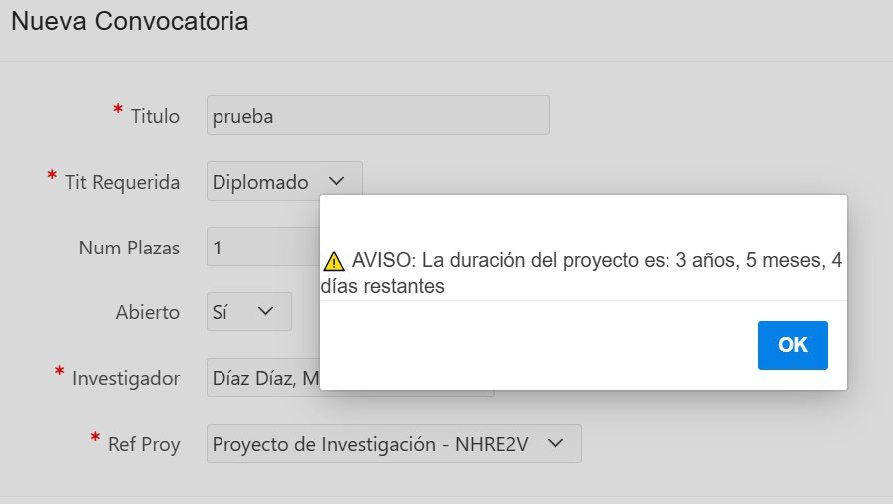 Nueva Convocatoria
* Titulo prueba
* Tit Requerida Diplomado
Num Plazas 1
⚠ AVISO: La duración del proyecto es: 3 años, 5 meses, 4
días restantes
Abierto Sí
OK
* Investigador Díaz Díaz, M
* Ref Proy Proyecto de Investigación - NHRE2V